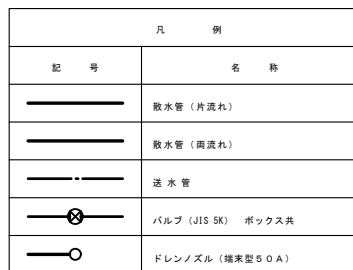 凡 例
記 号 名 称
散水管（片流れ）
散水管（両流れ）
送 水 管
バルブ（JIS 5K） ボックス共
ドレンノズル（端末型５０Ａ）